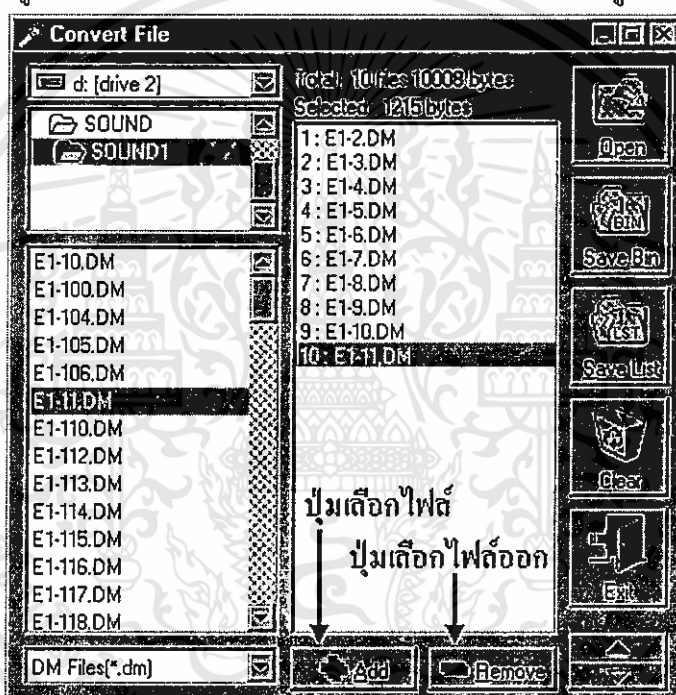 Convert File
d: [drive 2]
SOUND
SOUND1
E1-10.DM
E1-100.DM
E1-104.DM
E1-105.DM
E1-106.DM
E1-11.DM
E1-110.DM
E1-112.DM
E1-113.DM
E1-114.DM
E1-115.DM
E1-116.DM
E1-117.DM
E1-118.DM
DM Files(*.dm)
Total: 10 files 10008 bytes
Selected: 1215 bytes
1 : E1-2.DM
2 : E1-3.DM
3 : E1-4.DM
4 : E1-5.DM
5 : E1-6.DM
6 : E1-7.DM
7 : E1-8.DM
8 : E1-9.DM
9 : E1-10.DM
10 : E1-11.DM
ปุ่มเลือกไฟล์
ปุ่มเลือกไฟล์ออก
Add
Remove
Open
BIN
Save Bin
LST
Save List
Clear
Exit